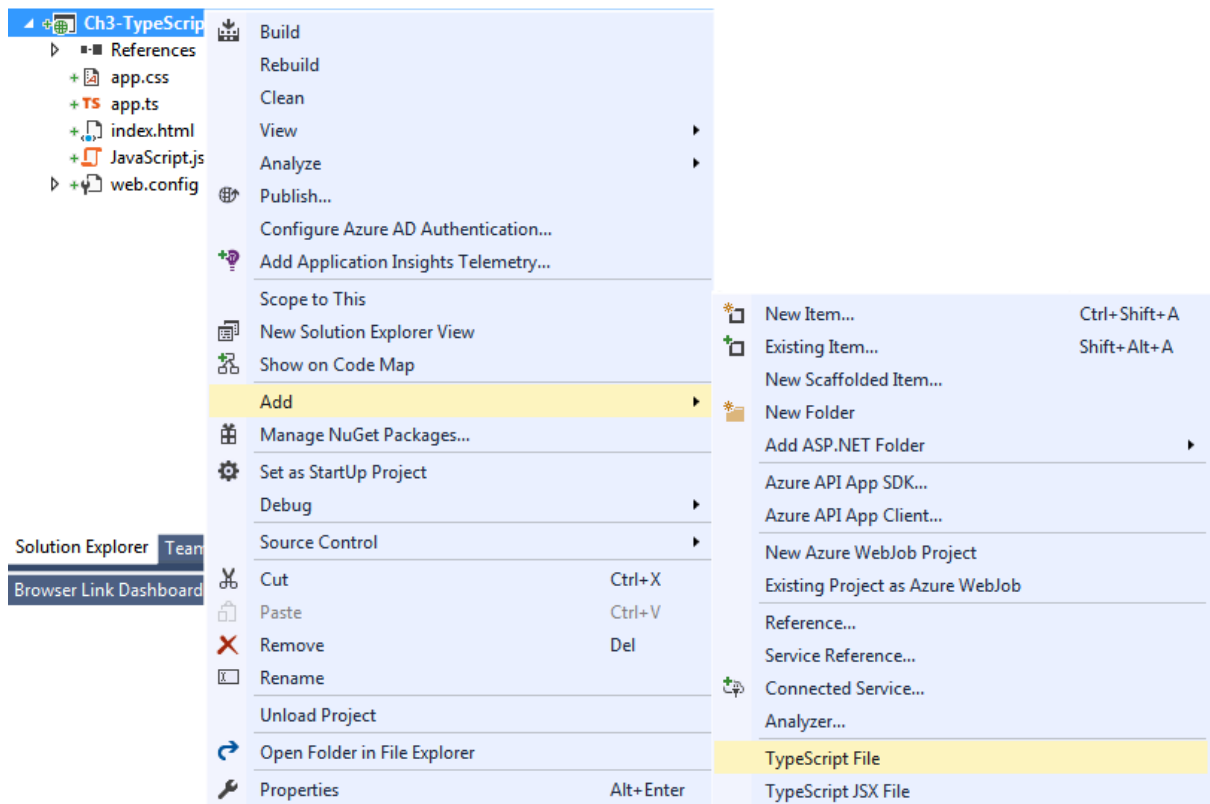 Ch3-TypeScrip
References
app.css
TS app.ts
index.html
JavaScript.js
web.config
Solution Explorer Team
Browser Link Dashboard
Build
Rebuild
Clean
View
Analyze
Publish...
Configure Azure AD Authentication...
Add Application Insights Telemetry...
Scope to This
New Solution Explorer View
Show on Code Map
Add
Manage NuGet Packages...
Set as StartUp Project
Debug
Source Control
Cut Ctrl+X
Paste Ctrl+V
Remove Del
Rename
Unload Project
Open Folder in File Explorer
Properties Alt+Enter
New Item... Ctrl+Shift+A
Existing Item... Shift+Alt+A
New Scaffolded Item...
New Folder
Add ASP.NET Folder
Azure API App SDK...
Azure API App Client...
New Azure WebJob Project
Existing Project as Azure WebJob
Reference...
Service Reference...
Connected Service...
Analyzer...
TypeScript File
TypeScript JSX File